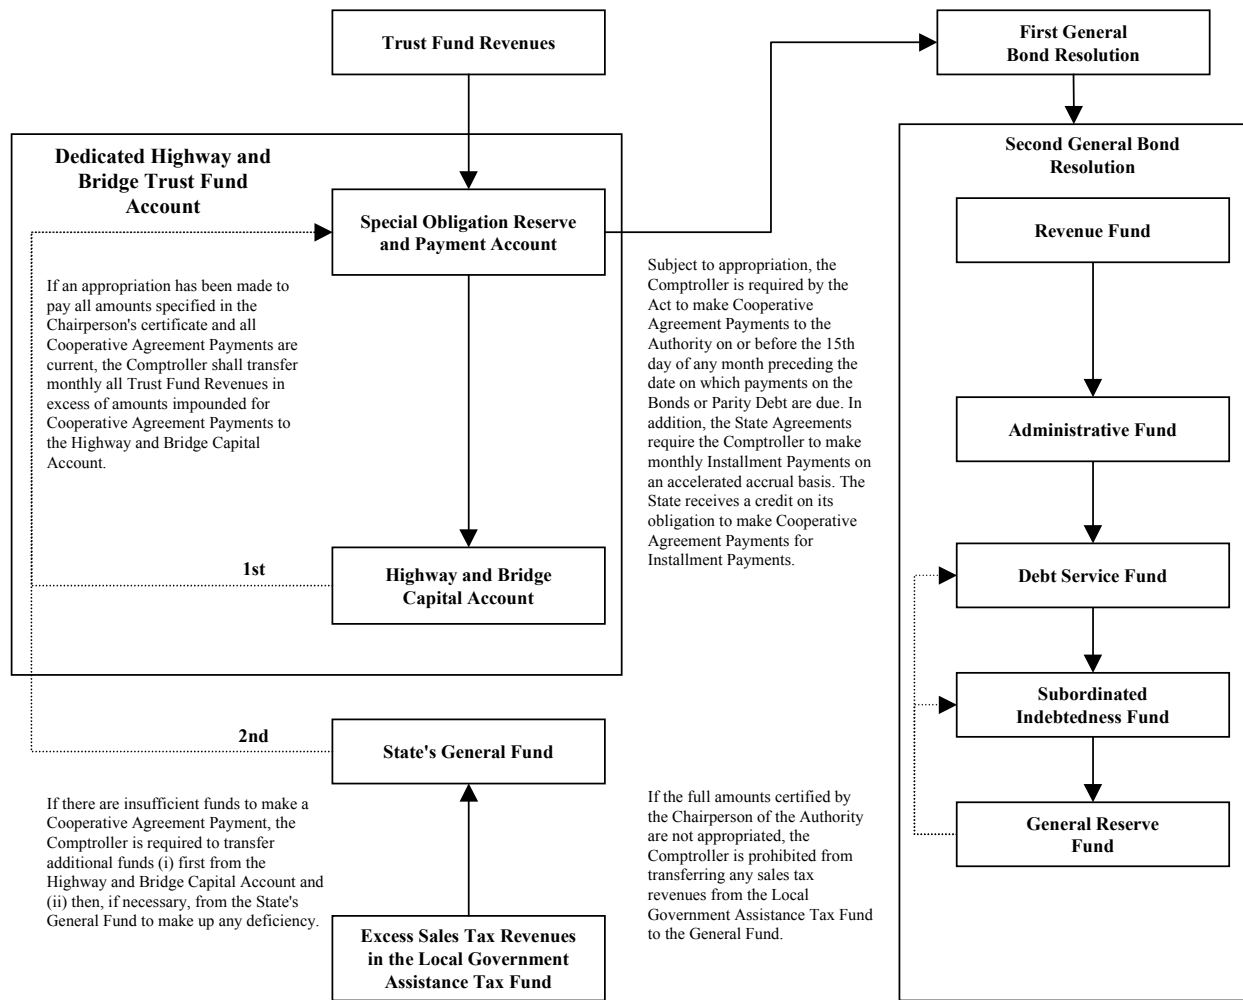 Trust Fund Revenues
First General
Bond Resolution
Dedicated Highway and
Bridge Trust Fund
Account
Second General Bond
Resolution
Special Obligation Reserve
and Payment Account
Revenue Fund
If an appropriation has been made to
pay all amounts specified in the
Chairperson's certificate and all
Cooperative Agreement Payments are
current, the Comptroller shall transfer
monthly all Trust Fund Revenues in
excess of amounts impounded for
Cooperative Agreement Payments to
the Highway and Bridge Capital
Account.
Subject to appropriation, the
Comptroller is required by the
Act to make Cooperative
Agreement Payments to the
Authority on or before the 15th
day of any month preceding the
date on which payments on the
Bonds or Parity Debt are due. In
addition, the State Agreements
require the Comptroller to make
monthly Installment Payments on
an accelerated accrual basis. The
State receives a credit on its
obligation to make Cooperative
Agreement Payments for
Installment Payments.
Administrative Fund
1st
Highway and Bridge
Capital Account
Debt Service Fund
Subordinated
Indebtedness Fund
2nd
State's General Fund
If there are insufficient funds to make a
Cooperative Agreement Payment, the
Comptroller is required to transfer
additional funds (i) first from the
Highway and Bridge Capital Account and
(ii) then, if necessary, from the State's
General Fund to make up any deficiency.
If the full amounts certified by
the Chairperson of the Authority
are not appropriated, the
Comptroller is prohibited from
transferring any sales tax
revenues from the Local
Government Assistance Tax Fund
to the General Fund.
General Reserve
Fund
Excess Sales Tax Revenues
in the Local Government
Assistance Tax Fund